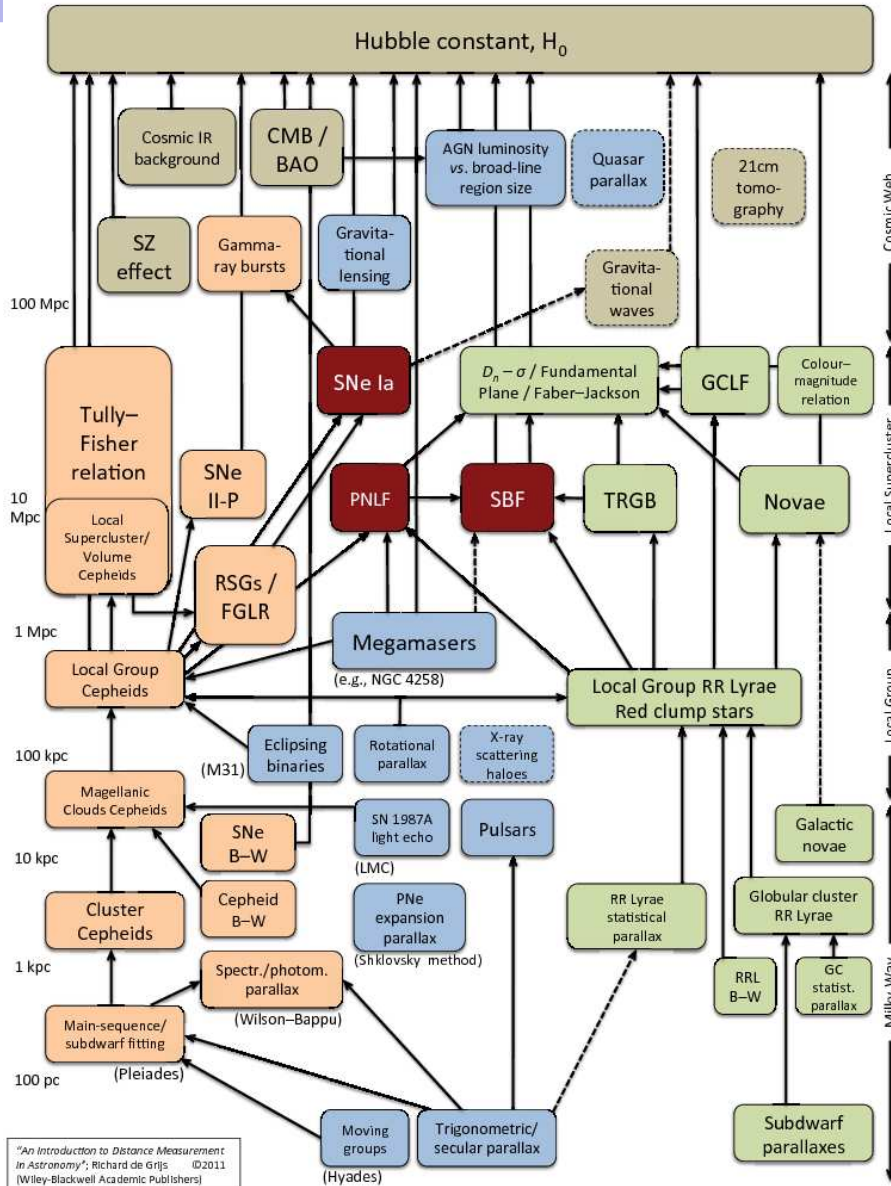 Hubble constant, H₀
Cosmic IR
background
CMB /
BAO
AGN luminosity
vs. broad-line
region size
Quasar
parallax
21cm
tomo-
graphy
Cosmic Web
SZ
effect
Gamma-
ray bursts
Gravita-
tional
lensing
Gravita-
tional
waves
100 Mpc
Tully–
Fisher
relation
SNe Ia
Dₙ – σ / Fundamental
Plane / Faber–Jackson
GCLF
Colour–
magnitude
relation
Local Supercluster
SNe
II-P
PNLF
SBF
TRGB
Novae
10
Mpc
Local
Supercluster/
Volume
Cepheids
RSGs /
FGLR
1 Mpc
Megamasers
(e.g., NGC 4258)
Local Group
Cepheids
Local Group RR Lyrae
Red clump stars
Local Group
100 kpc
(M31)
Eclipsing
binaries
Rotational
parallax
X-ray
scattering
haloes
Magellanic
Clouds Cepheids
SNe
B–W
SN 1987A
light echo
(LMC)
Pulsars
Galactic
novae
10 kpc
Cluster
Cepheids
Cepheid
B–W
PNe
expansion
parallax
(Shklovsky method)
RR Lyrae
statistical
parallax
Globular cluster
RR Lyrae
1 kpc
Spectr./photom.
parallax
(Wilson–Bappu)
RRL
B–W
GC
statist.
parallax
Milky Way
Main-sequence/
subdwarf fitting
(Pleiades)
100 pc
Moving
groups
(Hyades)
Trigonometric/
secular parallax
Subdwarf
parallaxes
"An Introduction to Distance Measurement
in Astronomy"; Richard de Grijs ©2011
(Wiley-Blackwell Academic Publishers)